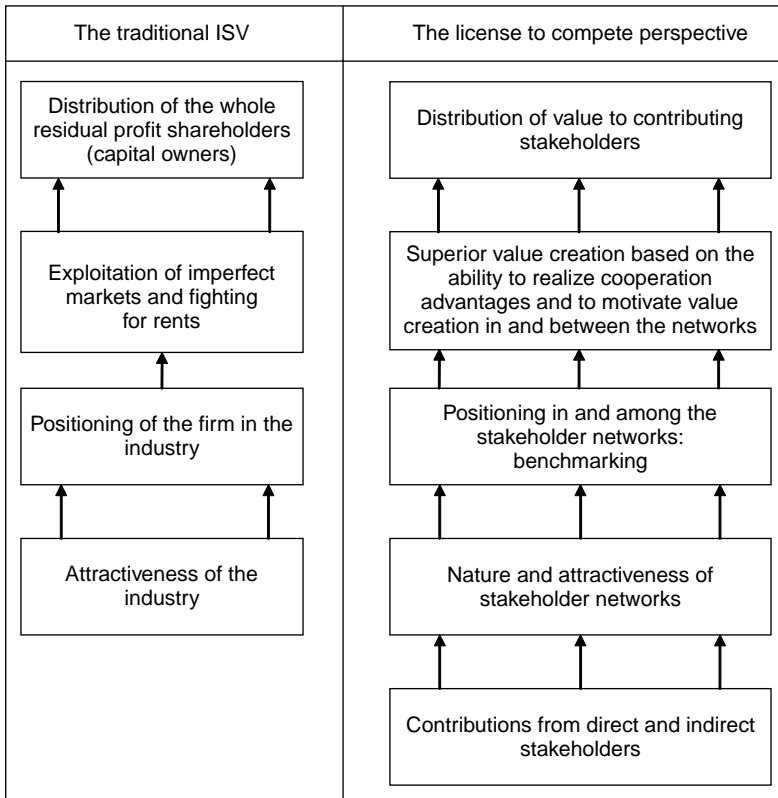 The traditional ISV
Distribution of the whole
residual profit shareholders
(capital owners)
Exploitation of imperfect
markets and fighting
for rents
Positioning of the firm in the
industry
Attractiveness of the
industry
The license to compete perspective
Distribution of value to contributing
stakeholders
Superior value creation based on the
ability to realize cooperation
advantages and to motivate value
creation in and between the networks
Positioning in and among the
stakeholder networks:
benchmarking
Nature and attractiveness of
stakeholder networks
Contributions from direct and indirect
stakeholders